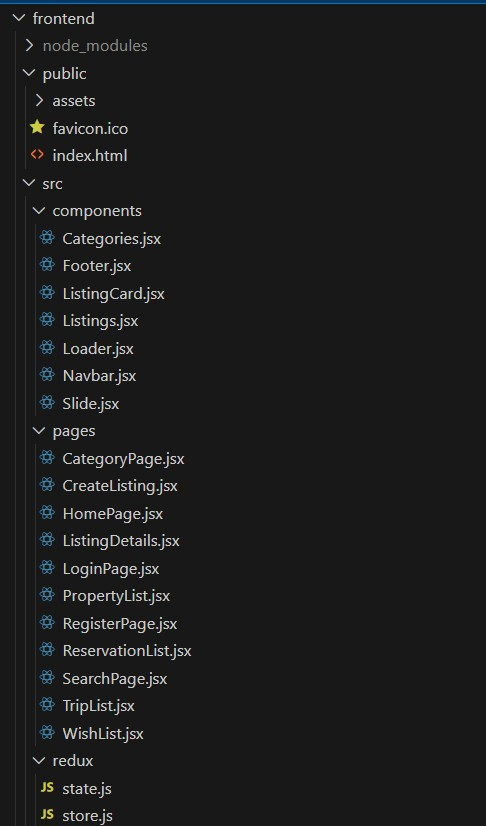 frontend
node_modules
public
assets
favicon.ico
index.html
src
components
Categories.jsx
Footer.jsx
ListingCard.jsx
Listings.jsx
Loader.jsx
Navbar.jsx
Slide.jsx
pages
CategoryPage.jsx
CreateListing.jsx
HomePage.jsx
ListingDetails.jsx
LoginPage.jsx
PropertyList.jsx
RegisterPage.jsx
ReservationList.jsx
SearchPage.jsx
TripList.jsx
WishList.jsx
redux
JS state.js
JS store.js